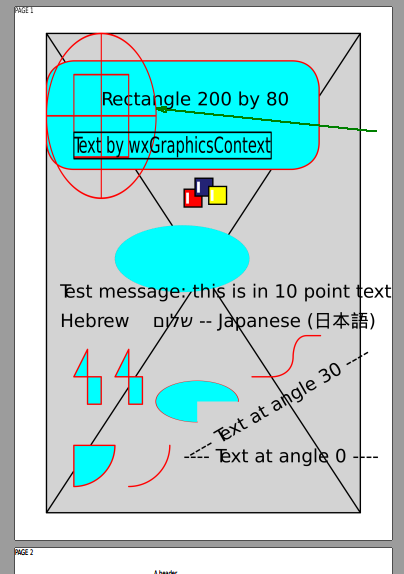 PAGE 1
Rectangle 200 by 80
Text by wxGraphicsContext
Test message: this is in 10 point text
Hebrew    שלום -- Japanese (日本語)
---- Text at angle 30 ----
---- Text at angle 0 ----
PAGE 2
A header